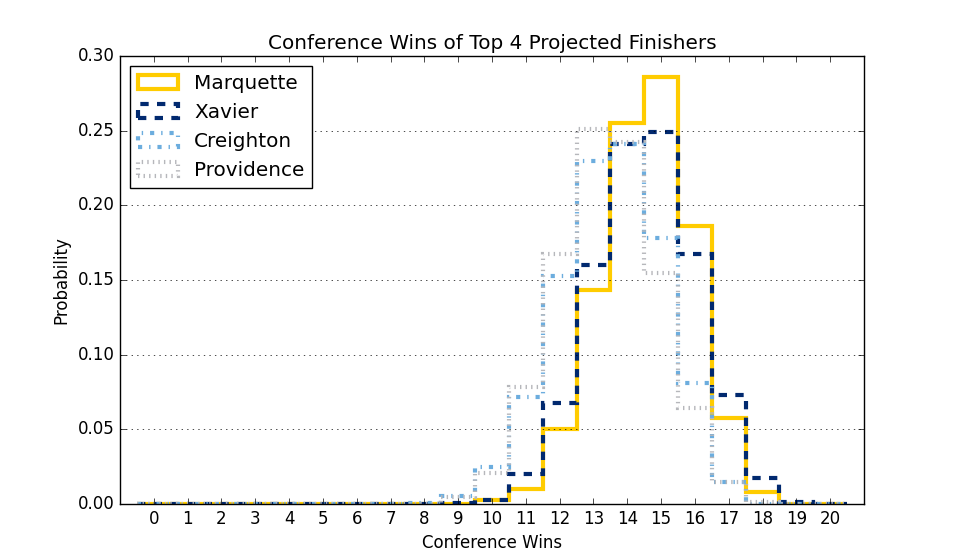 Conference Wins of Top 4 Projected Finishers
Marquette
Xavier
Creighton
Providence
0.30
0.25
0.20
0.15
0.10
0.05
0.00
Probability
0 1 2 3 4 5 6 7 8 9 10 11 12 13 14 15 16 17 18 19 20
Conference Wins